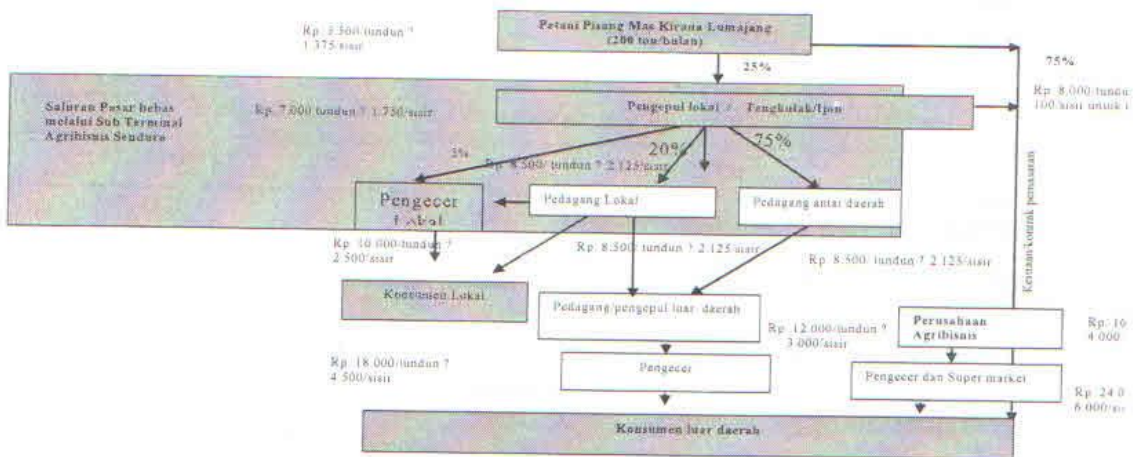 Petani Pisang Mas Kirana Lumajang
(200 ton/bulan)
Rp. 5.500/tundun ?
1.375/sisir
25%
75%
Saluran Pasar bebas
melalui Sub Terminal
Agribisnis Senduro
Rp. 7.000/tundun ? 1.750/sisir
Pengepul lokal / Tengkulak/Ijon
Rp. 8.000/tundu
100/sisi untuk i
5%
20%
75%
Rp. 8.500/ tundun ? 2.125/sisir
Pengecer
Lokal
Pedagang Lokal
Pedagang antar daerah
Kemitraan/kontrak pemasaran
Rp. 10.000/tundun ?
2.500/sisir
Rp. 8.500/ tundun ? 2.125/sisir
Rp. 8.500/ tundun ? 2.125/sisir
Konsumen Lokal
Pedagang/pengepul luar daerah
Perusahaan
Agribisnis
Rp. 16
4.000
Rp. 12.000/tundun ?
3.000/sisir
Rp. 18.000/tundun ?
4.500/sisir
Pengecer
Pengecer dan Super market
Rp. 24.0
6.000/sis
Konsumen luar daerah